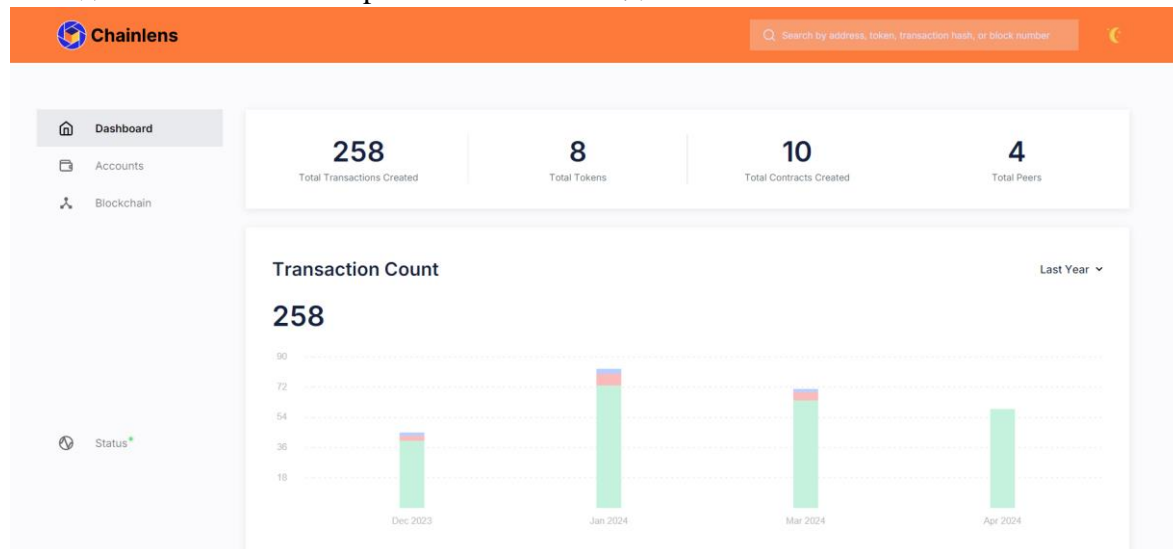 Chainlens
Search by address, token, transaction hash, or block number
Dashboard
Accounts
Blockchain
258
Total Transactions Created
8
Total Tokens
10
Total Contracts Created
4
Total Peers
Transaction Count
Last Year
258
90
72
54
36
18
Dec 2023
Jan 2024
Mar 2024
Apr 2024
Status